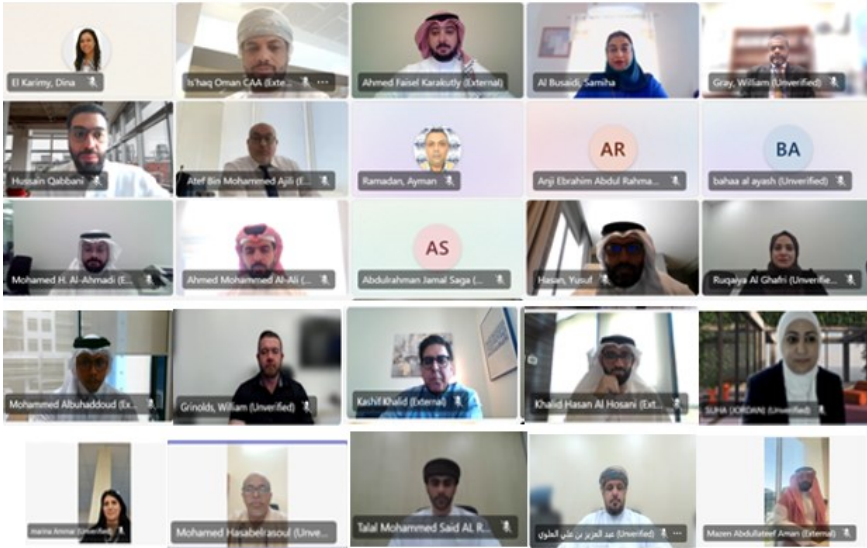 El Karimy, Dina
Is'haq Oman CAA (Exte...
Ahmed Faisel Karakutly (External)
Al Busaidi, Samiha
Gray, William (Unverified)
Hussain Qabbani
Atef Bin Mohammed Ajili (E...
Ramadan, Ayman
AR
Anji Ebrahim Abdul Rahma...
BA
bahaa al ayash (Unverified)
Mohamed H. Al-Ahmadi (E...
Ahmed Mohammed Al-Ali (...
AS
Abdulrahman Jamal Saga (...
Hasan, Yusuf
Ruqaiya Al Ghafri (Unverifie...
Mohammed Albuhaddoud (Ex...
Grinolds, William (Unverified)
Kashif Khalid (External)
Khalid Hasan Al Hosani (Ext...
SUHA (JORDAN) (Unverified)
marina Ammar (Unverified)
Mohamed Hasabelrasoul (Unve...
Talal Mohammed Said AL R...
عبد العزيز بن علي العلوي (Unverified)
Mazen Abdullateef Aman (External)